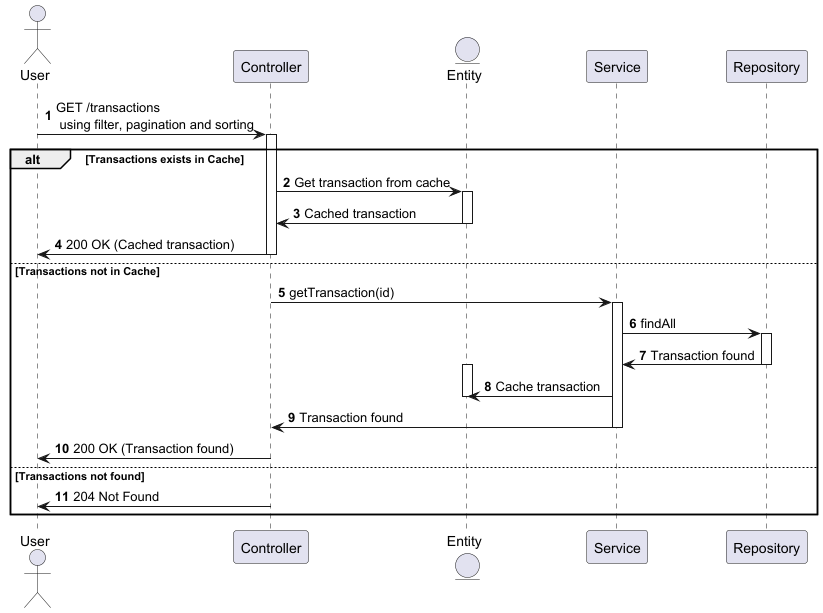 User
Controller
Entity
Service
Repository
1 GET /transactions
using filter, pagination and sorting
alt [Transactions exists in Cache]
2 Get transaction from cache
3 Cached transaction
4 200 OK (Cached transaction)
[Transactions not in Cache]
5 getTransaction(id)
6 findAll
7 Transaction found
8 Cache transaction
9 Transaction found
10 200 OK (Transaction found)
[Transactions not found]
11 204 Not Found
User
Controller
Entity
Service
Repository